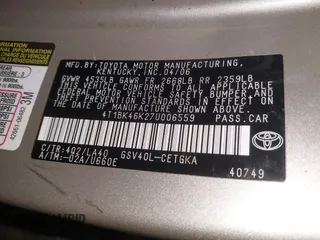 MFD. BY:TOYOTA MOTOR MANUFACTURING,
KENTUCKY,INC.04/06
GVWR 4535LB GAWR FR 2668LB RR 2359LB
THIS VEHICLE CONFORMS TO ALL APPLICABLE
FEDERAL MOTOR VEHICLE SAFETY, BUMPER, AND
THEFT PREVENTION STANDARDS IN EFFECT ON
THE DATE OF MANUFACTURE SHOWN ABOVE.
4T1BK46K27U006559 PASS.CAR
C/TR:4Q2/LA40 GSV40L-CETGKA
A/TM:-02A/U660E
TOYOTA
40749
3M